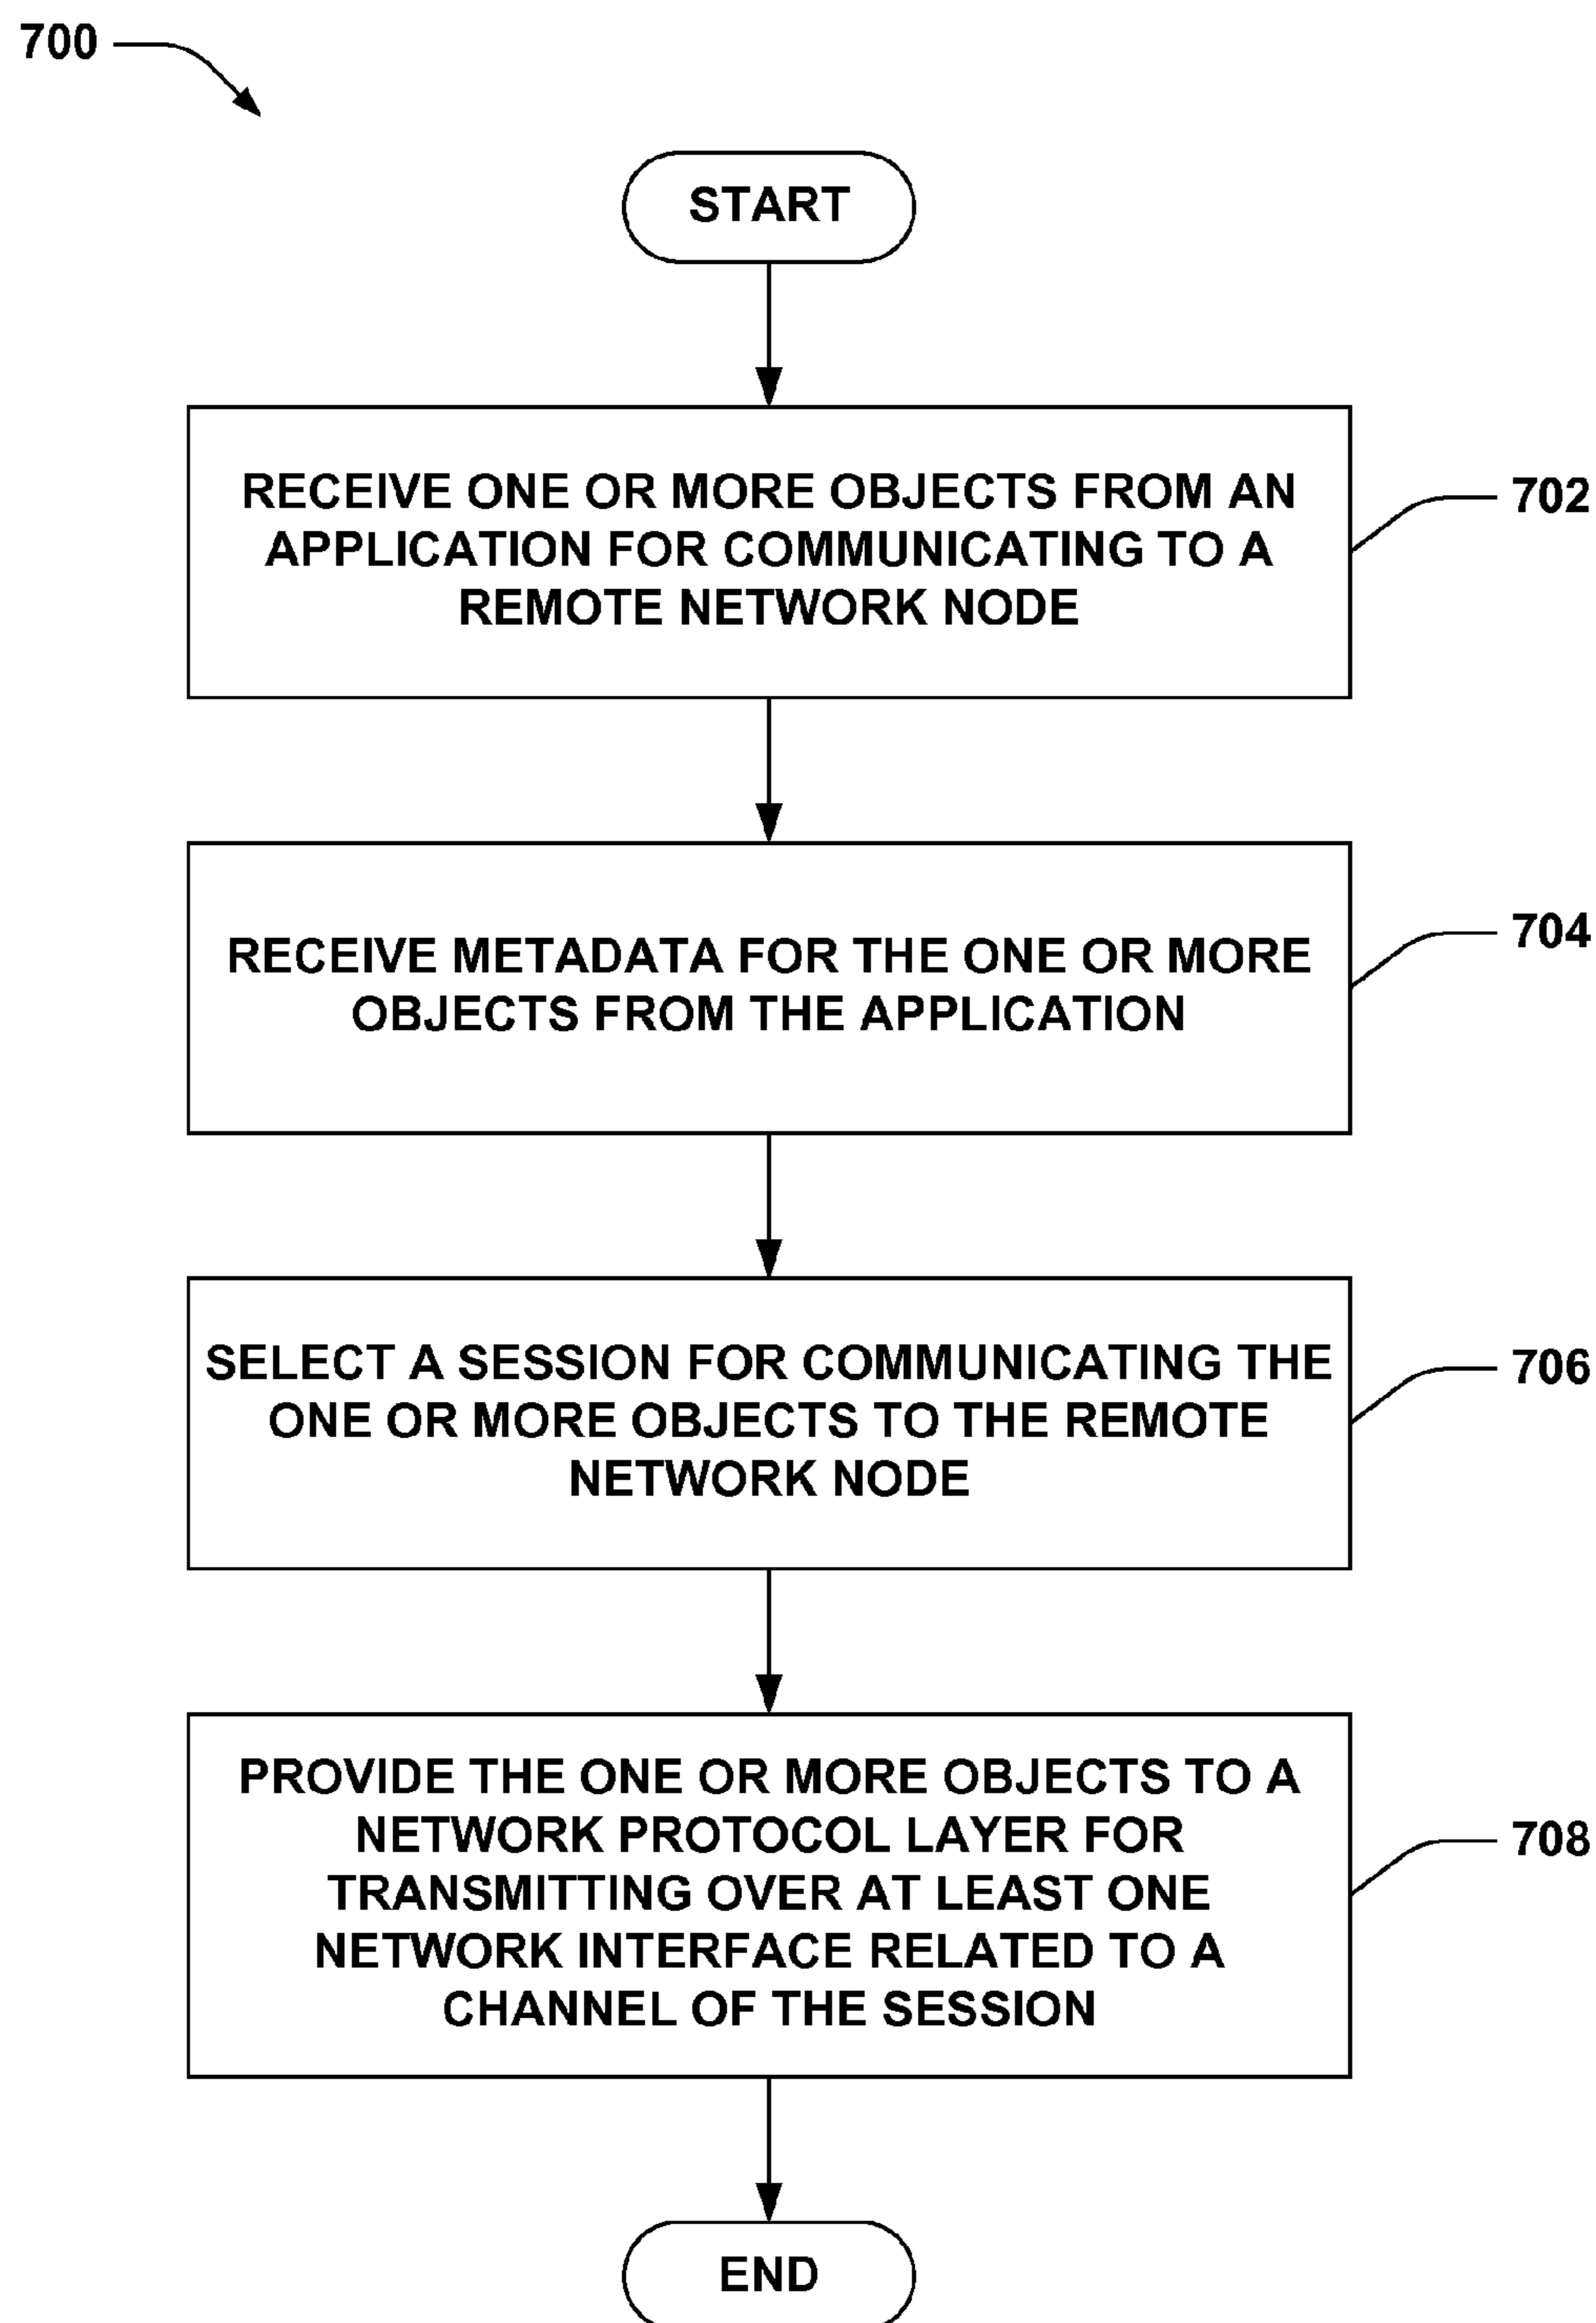 700
START
RECEIVE ONE OR MORE OBJECTS FROM AN
APPLICATION FOR COMMUNICATING TO A
REMOTE NETWORK NODE
702
RECEIVE METADATA FOR THE ONE OR MORE
OBJECTS FROM THE APPLICATION
704
SELECT A SESSION FOR COMMUNICATING THE
ONE OR MORE OBJECTS TO THE REMOTE
NETWORK NODE
706
PROVIDE THE ONE OR MORE OBJECTS TO A
NETWORK PROTOCOL LAYER FOR
TRANSMITTING OVER AT LEAST ONE
NETWORK INTERFACE RELATED TO A
CHANNEL OF THE SESSION
708
END